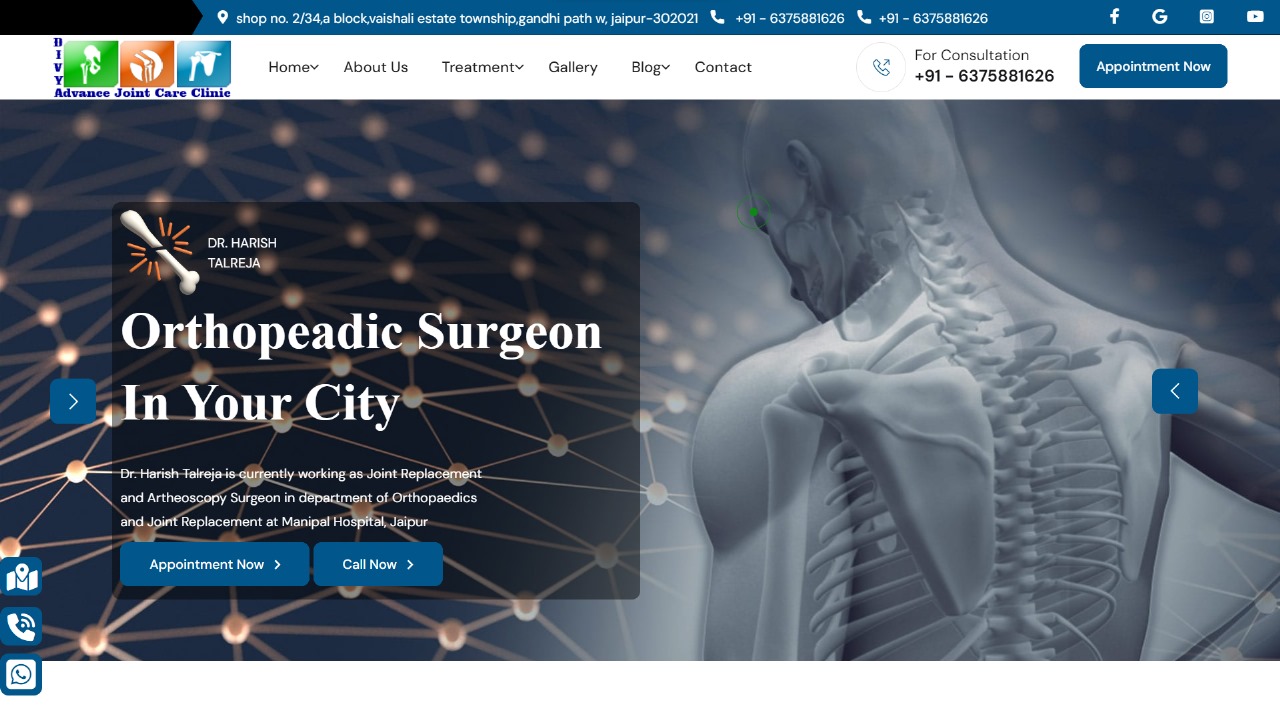 shop no. 2/34,a block,vaishali estate township,gandhi path w, jaipur-302021 +91 - 6375881626 +91 - 6375881626
DIVY
Advance Joint Care Clinic
Home About Us Treatment Gallery Blog Contact
For Consultation
+91 - 6375881626
Appointment Now
DR. HARISH
TALREJA
Orthopeadic Surgeon
In Your City
Dr. Harish Talreja is currently working as Joint Replacement
and Artheoscopy Surgeon in department of Orthopaedics
and Joint Replacement at Manipal Hospital, Jaipur
Appointment Now Call Now